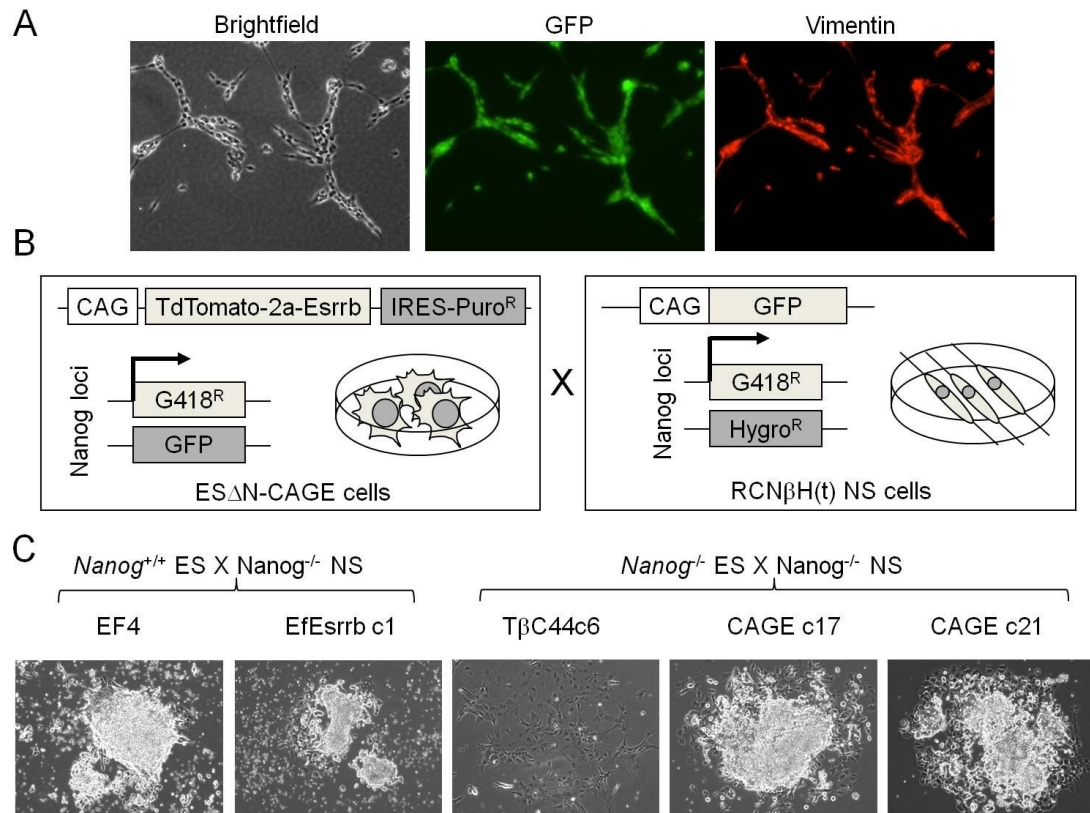 A
Brightfield GFP Vimentin
B
CAG TdTomato-2a-Esrrb IRES-Puroᴿ
Nanog loci
G418ᴿ
GFP
ESΔN-CAGE cells
X
CAG GFP
Nanog loci
G418ᴿ
Hygroᴿ
RCNβH(t) NS cells
C
Nanog⁺/⁺ ES X Nanog⁻/⁻ NS Nanog⁻/⁻ ES X Nanog⁻/⁻ NS
EF4 EfEsrrb c1 TβC44c6 CAGE c17 CAGE c21